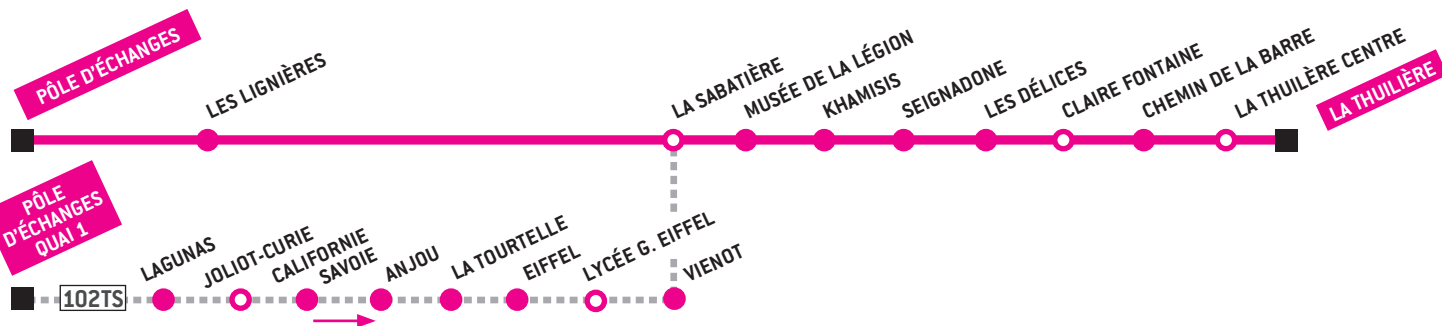 PÔLE D'ÉCHANGES
LES LIGNIÈRES
LA SABATIÈRE
MUSÉE DE LA LÉGION
KHAMISIS
SEIGNADONE
LES DÉLICES
CLAIRE FONTAINE
CHEMIN DE LA BARRE
LA THUILÈRE CENTRE
LA THUILIÈRE
PÔLE
D'ÉCHANGES
QUAI 1
102TS
LAGUNAS
JOLIOT-CURIE
CALIFORNIE
SAVOIE
ANJOU
LA TOURTELLE
EIFFEL
LYCÉE G. EIFFEL
VIENOT